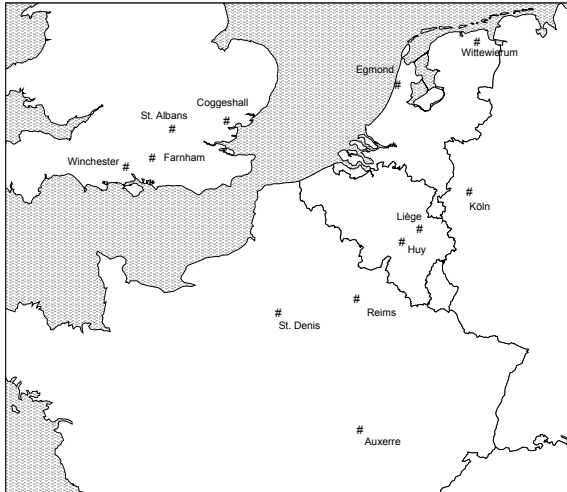 Wittewierum
#
Egmond
#
Coggeshall
#
St. Albans
#
Winchester
#
#
Farnham
#
Köln
Liège
#
#
Huy
#
St. Denis
#
Reims
#
Auxerre